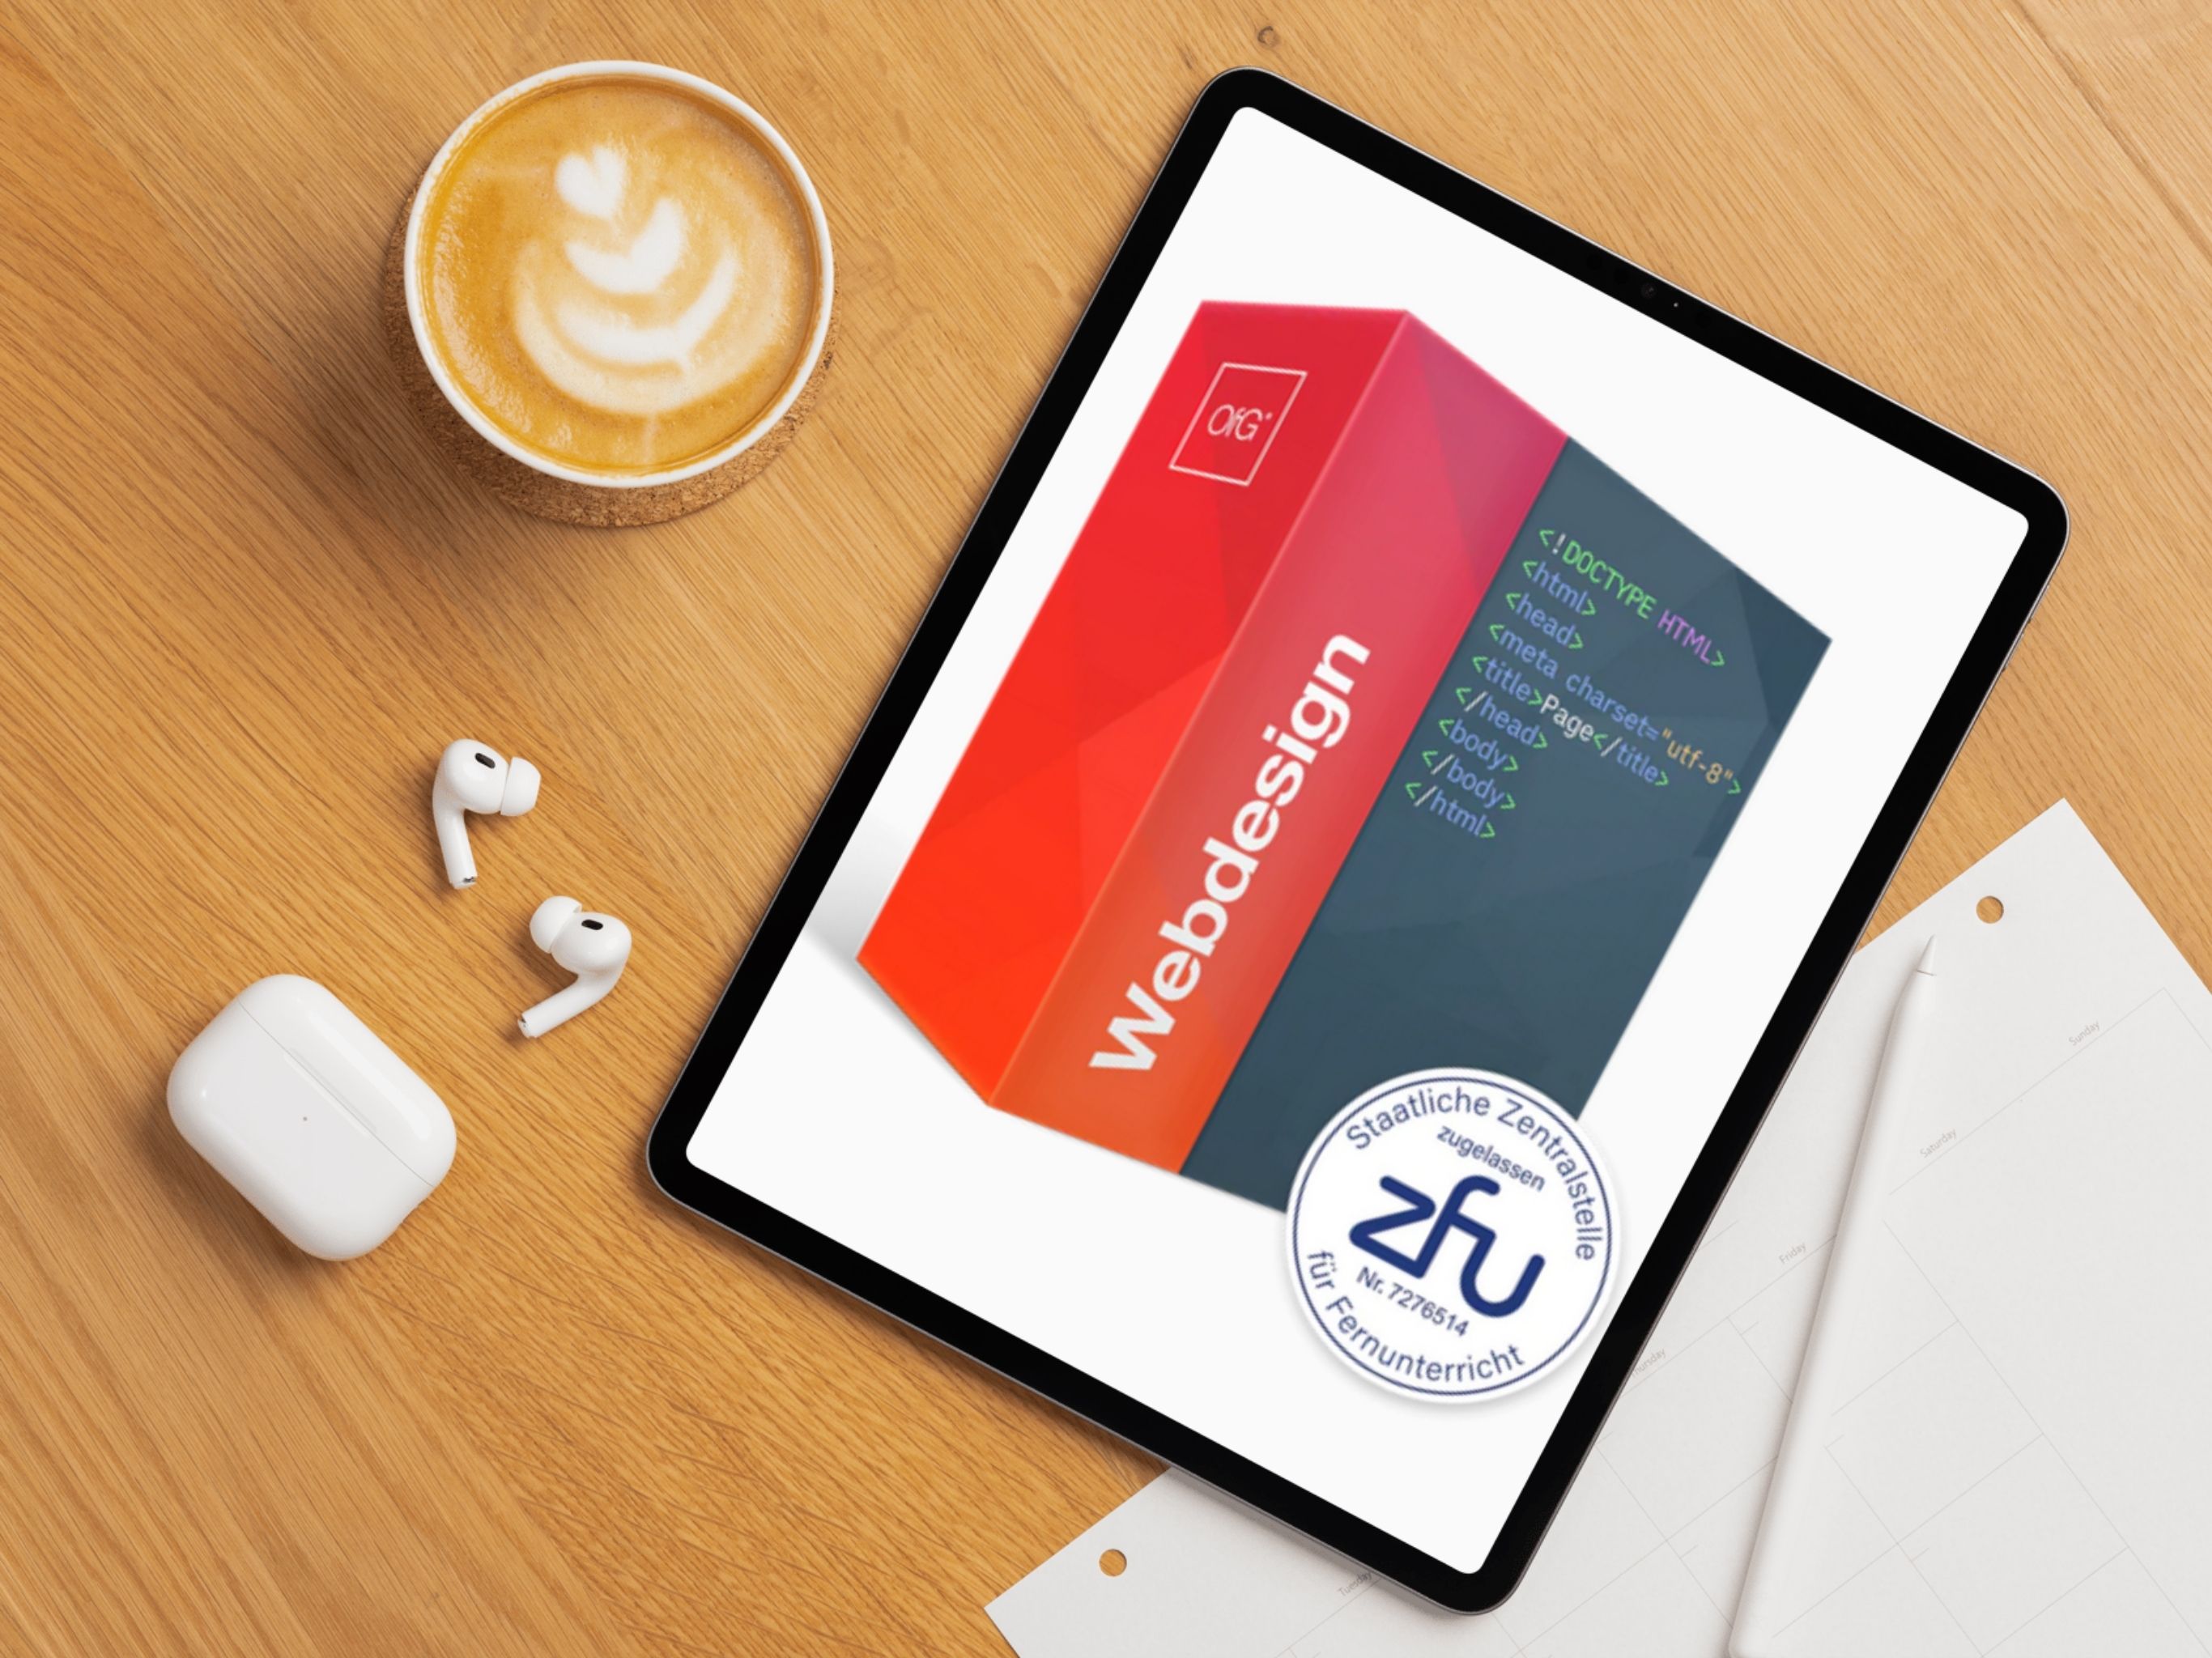 OfG
Webdesign
<!DOCTYPE HTML>
<html>
<head>
<meta charset="utf-8">
<title>Page</title>
</head>
<body>
</body>
</html>
Staatliche Zentralstelle
zugelassen
zfu
Nr. 7276514
für Fernunterricht
Sunday
Saturday
Friday
Tuesday